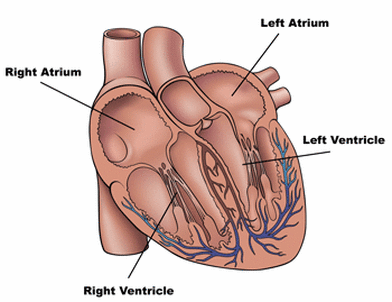 Left Atrium
Right Atrium
Left Ventricle
Right Ventricle